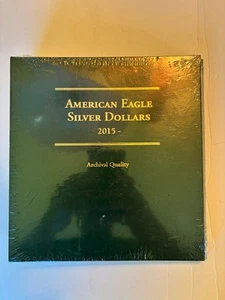 American Eagle
Silver Dollars
2015 -
Archival Quality